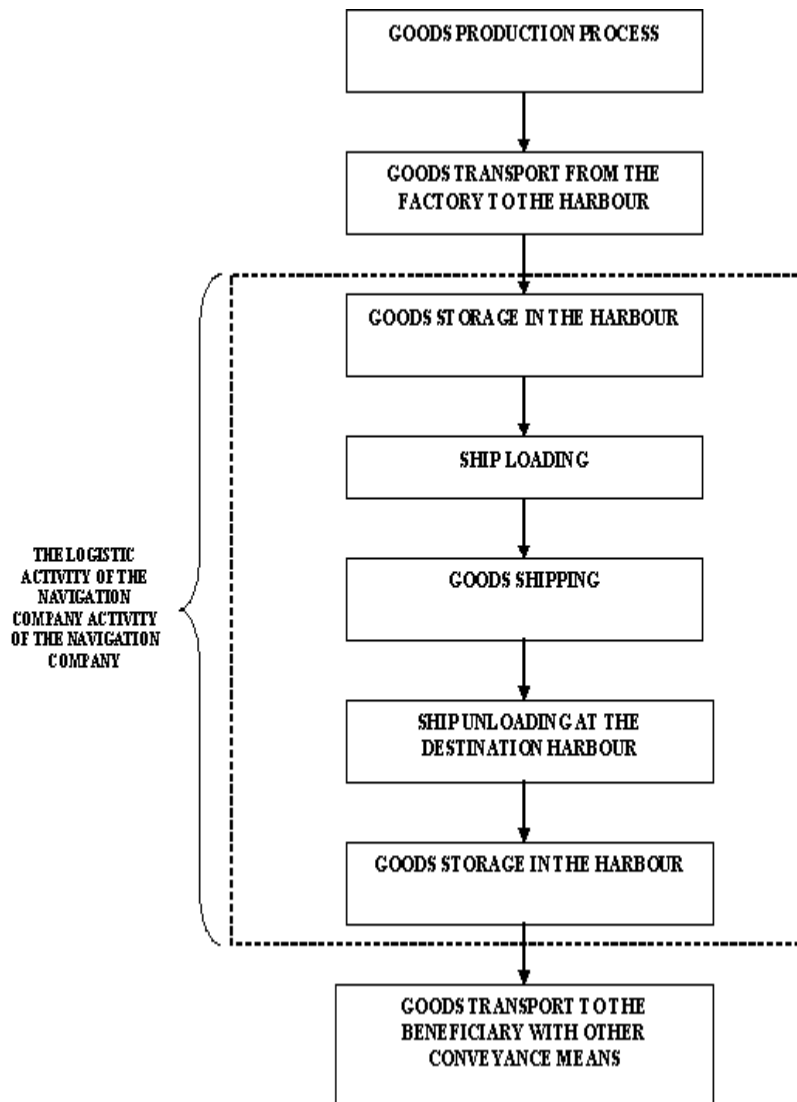 GOODS PRODUCTION PROCESS
GOODS TRANSPORT FROM THE
FACTORY TO THE HARBOUR
GOODS STORAGE IN THE HARBOUR
SHIP LOADING
GOODS SHIPPING
THE LOGISTIC
ACTIVITY OF THE
NAVIGATION
COMPANY ACTIVITY
OF THE NAVIGATION
COMPANY
SHIP UNLOADING AT THE
DESTINATION HARBOUR
GOODS STORAGE IN THE HARBOUR
GOODS TRANSPORT TO THE
BENEFICIARY WITH OTHER
CONVEYANCE MEANS